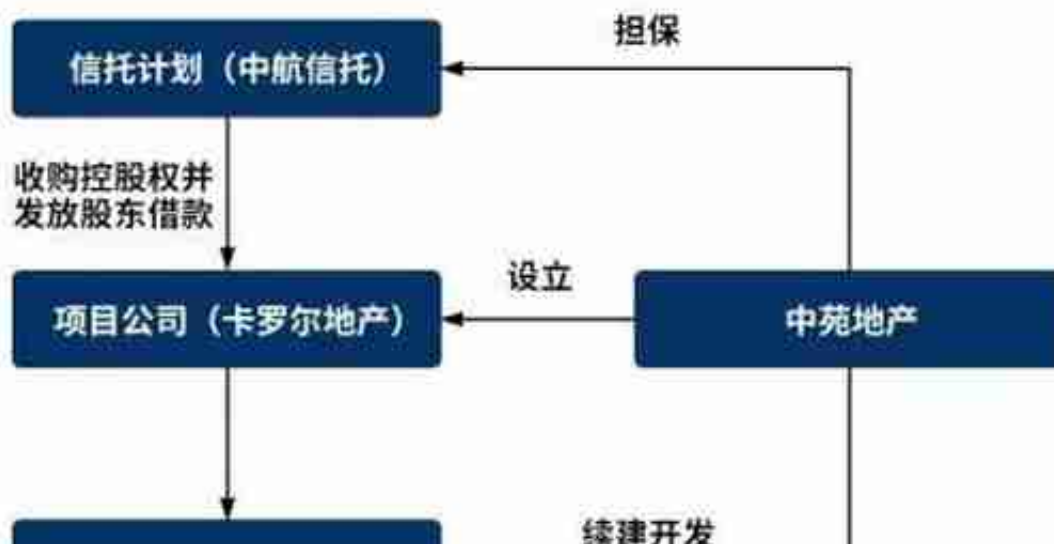 担保
信托计划（中航信托）
收购控股权并
发放股东借款
设立
项目公司（卡罗尔地产）
中苑地产
续建开发